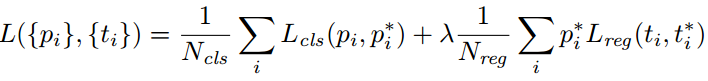 L({p_i}, {t_i}) = \frac{1}{N_{cls}} \sum_i L_{cls}(p_i, p_i^*) + λ \frac{1}{N_{reg}} \sum_i p_i^* L_{reg}(t_i, t_i^*)